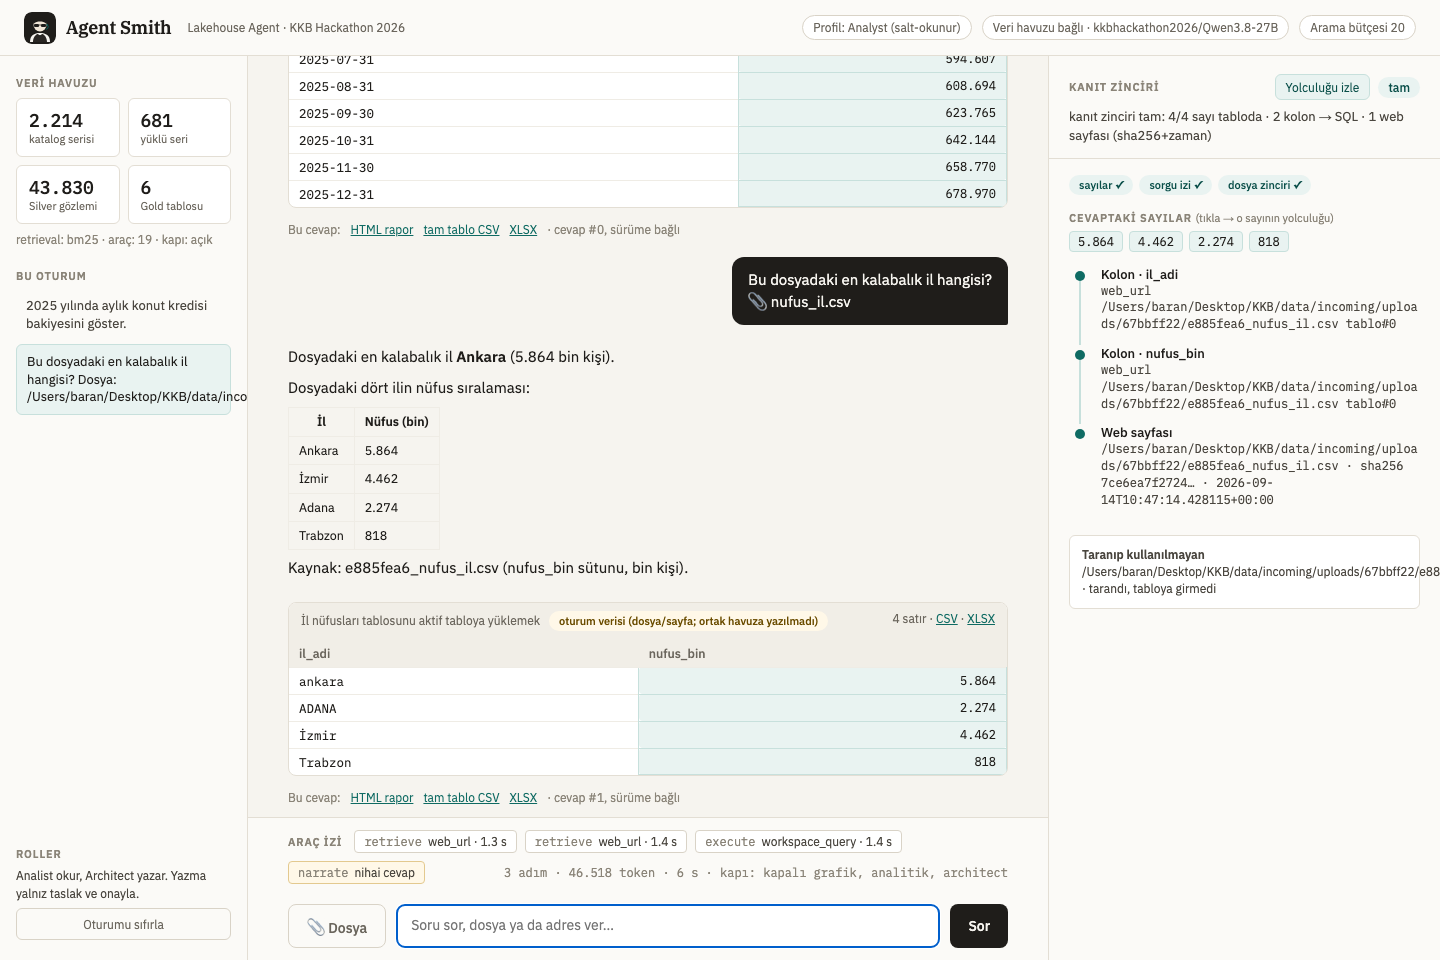 Agent Smith
Lakehouse Agent · KKB Hackathon 2026
Profil: Analyst (salt-okunur)
Veri havuzu bağlı · kkbhackathon2026/Qwen3.8-27B
Arama bütçesi 20
VERİ HAVUZU
2.214
katalog serisi
681
yüklü seri
43.830
Silver gözlemi
6
Gold tablosu
retrieval: bm25 · araç: 19 · kapı: açık
BU OTURUM
2025 yılında aylık konut kredisi
bakiyesini göster.
Bu dosyadaki en kalabalık il
hangisi? Dosya:
/Users/baran/Desktop/KKB/data/inco
ROLLER
Analist okur, Architect yazar. Yazma
yalnız taslak ve onayla.
Oturumu sıfırla
2025-07-31 594.607
2025-08-31 608.694
2025-09-30 623.765
2025-10-31 642.144
2025-11-30 658.770
2025-12-31 678.970
Bu cevap: HTML rapor tam tablo CSV XLSX · cevap #0, sürüme bağlı
Bu dosyadaki en kalabalık il hangisi?
📎 nufus_il.csv
Dosyadaki en kalabalık il Ankara (5.864 bin kişi).
Dosyadaki dört ilin nüfus sıralaması:
İl Nüfus (bin)
Ankara 5.864
İzmir 4.462
Adana 2.274
Trabzon 818
Kaynak: e885fea6_nufus_il.csv (nufus_bin sütunu, bin kişi).
İl nüfusları tablosunu aktif tabloya yüklemek oturum verisi (dosya/sayfa; ortak havuza yazılmadı) 4 satır · CSV · XLSX
il_adi nufus_bin
ankara 5.864
ADANA 2.274
İzmir 4.462
Trabzon 818
Bu cevap: HTML rapor tam tablo CSV XLSX · cevap #1, sürüme bağlı
ARAÇ İZİ retrieve web_url · 1.3 s retrieve web_url · 1.4 s execute workspace_query · 1.4 s
narrate nihai cevap 3 adım · 46.518 token · 6 s · kapı: kapalı grafik, analitik, architect
📎 Dosya
Soru sor, dosya ya da adres ver...
Sor
KANIT ZİNCİRİ
Yolculuğu izle
tam
kanıt zinciri tam: 4/4 sayı tabloda · 2 kolon → SQL · 1 web
sayfası (sha256+zaman)
sayılar ✓ sorgu izi ✓ dosya zinciri ✓
CEVAPTAKİ SAYILAR (tıkla → o sayının yolculuğu)
5.864 4.462 2.274 818
Kolon · il_adi
web_url
/Users/baran/Desktop/KKB/data/incoming/uploa
ds/67bbff22/e885fea6_nufus_il.csv tablo#0
Kolon · nufus_bin
web_url
/Users/baran/Desktop/KKB/data/incoming/uploa
ds/67bbff22/e885fea6_nufus_il.csv tablo#0
Web sayfası
/Users/baran/Desktop/KKB/data/incoming/uploa
ds/67bbff22/e885fea6_nufus_il.csv · sha256
7ce6ea7f2724… · 2026-09-
14T10:47:14.428115+00:00
Taranıp kullanılmayan
/Users/baran/Desktop/KKB/data/incoming/uploads/67bbff22/e88
· tarandı, tabloya girmedi